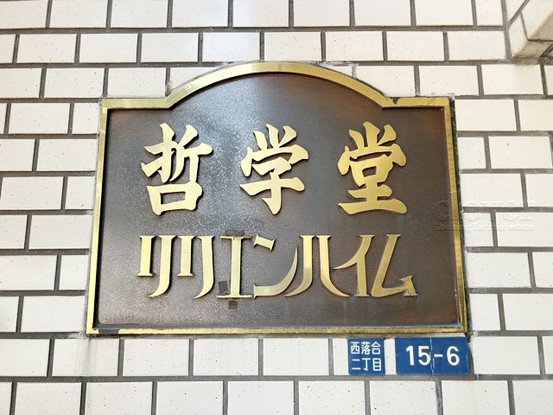 哲学堂
リリエンハイム
西落合
二丁目
15-6